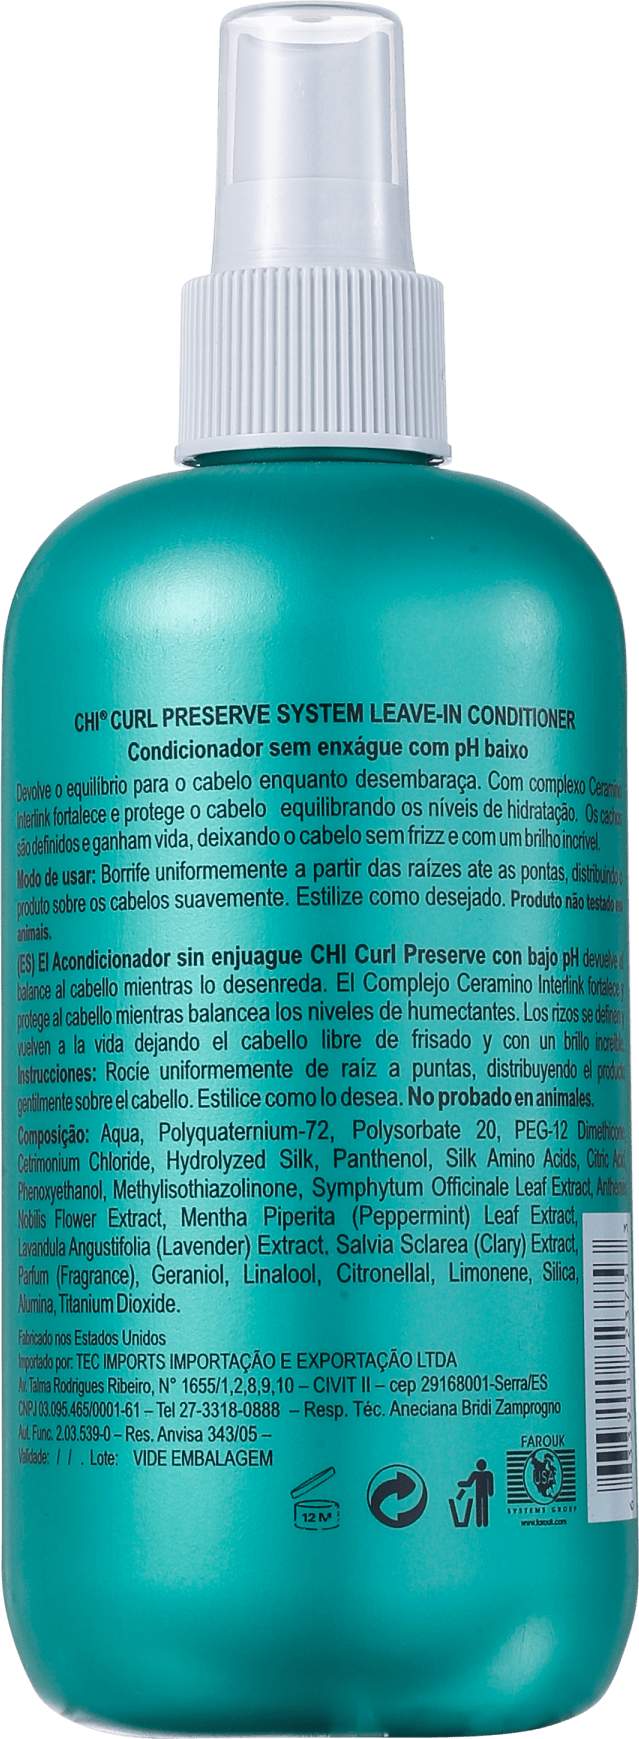 CHI® CURL PRESERVE SYSTEM LEAVE-IN CONDITIONER
Condicionador sem enxágue com pH baixo
Devolve o equilíbrio para o cabelo enquanto desembaraça. Com complexo Ceramino
Interlink fortalece e protege o cabelo equilibrando os níveis de hidratação. Os cachos
são definidos e ganham vida, deixando o cabelo sem frizz e com um brilho incrível.
Modo de usar: Borrife uniformemente a partir das raízes ate as pontas, distribuindo o
produto sobre os cabelos suavemente. Estilize como desejado. Produto não testado em
animais.
(ES) El Acondicionador sin enjuague CHI Curl Preserve con bajo pH devuelve el
balance al cabello mientras lo desenreda. El Complejo Ceramino Interlink fortalece y
protege al cabello mientras balancea los niveles de humectantes. Los rizos se definen y
vuelven a la vida dejando el cabello libre de frisado y con un brillo increíble.
Instrucciones: Rocíe uniformemente de raíz a puntas, distribuyendo el producto
gentilmente sobre el cabello. Estilice como lo desea. No probado en animales.
Composição: Aqua, Polyquaternium-72, Polysorbate 20, PEG-12 Dimethicone,
Cetrimonium Chloride, Hydrolyzed Silk, Panthenol, Silk Amino Acids, Citric Acid,
Phenoxyethanol, Methylisothiazolinone, Symphytum Officinale Leaf Extract, Anthemis
Nobilis Flower Extract, Mentha Piperita (Peppermint) Leaf Extract,
Lavandula Angustifolia (Lavender) Extract, Salvia Sclarea (Clary) Extract,
Parfum (Fragrance), Geraniol, Linalool, Citronellal, Limonene, Silica,
Alumina, Titanium Dioxide.
Fabricado nos Estados Unidos
Importado por: TEC IMPORTS IMPORTAÇÃO E EXPORTAÇÃO LTDA
Av. Talma Rodrigues Ribeiro, N° 1655/1,2,8,9,10 – CIVIT II – cep 29168001-Serra/ES
CNPJ 03.095.465/0001-61 – Tel 27-3318-0888 – Resp. Téc. Aneciana Bridi Zamprogno
Aut. Func. 2.03.539-0 – Res. Anvisa 343/05 –
Validade: / / . Lote: VIDE EMBALAGEM
12 M
FAROUK
USA
SYSTEMS GROUP
www.farouk.com